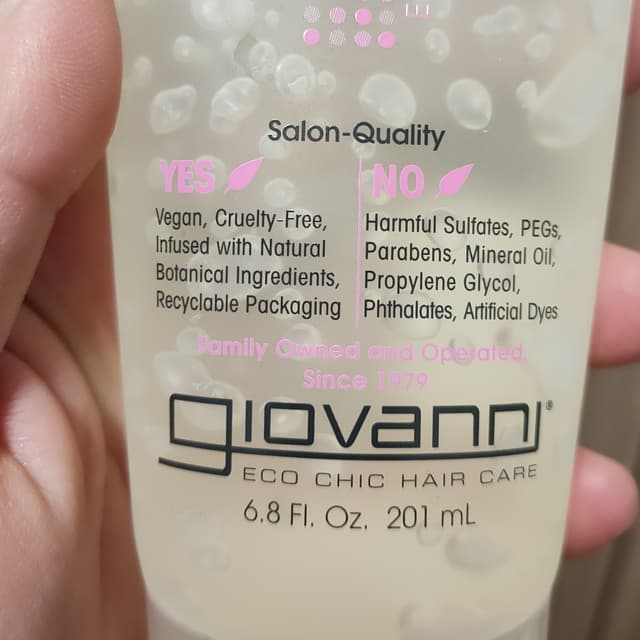 Salon-Quality
YES NO
Vegan, Cruelty-Free,
Infused with Natural
Botanical Ingredients,
Recyclable Packaging
Harmful Sulfates, PEGs,
Parabens, Mineral Oil,
Propylene Glycol,
Phthalates, Artificial Dyes
Family Owned and Operated
Since 1979
giovanni®
ECO CHIC HAIR CARE
6.8 Fl. Oz. 201 mL